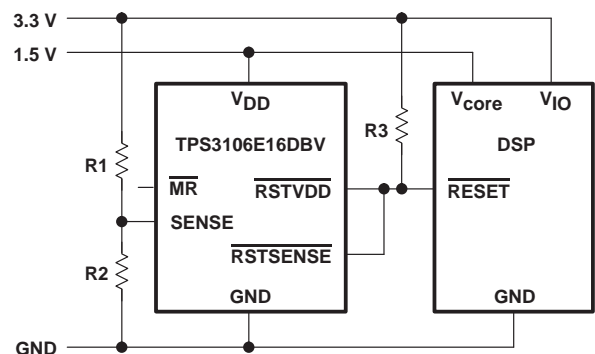 3.3 V
1.5 V
VDD
Vcore
VIO
R3
TPS3106E16DBV
DSP
R1
MR
RSTVDD
RESET
SENSE
RSTSENSE
R2
GND
GND
GND